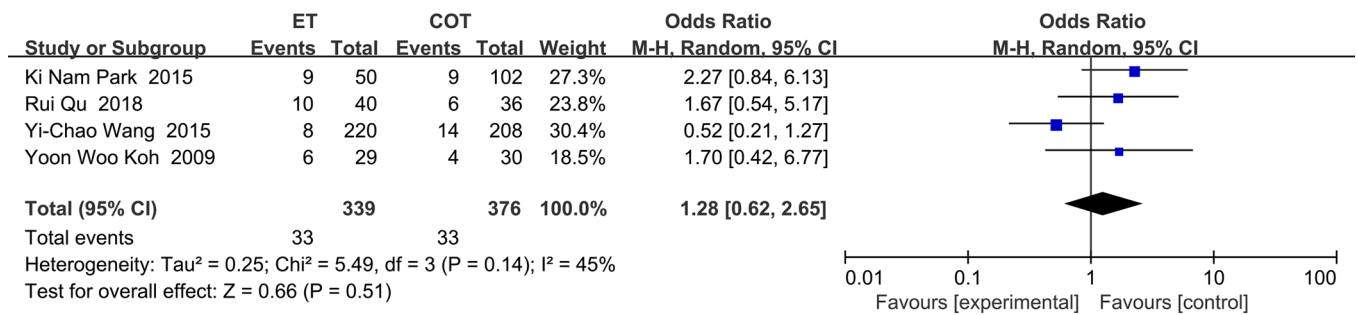 ET COT Odds Ratio Odds Ratio
Study or Subgroup Events Total Events Total Weight M-H, Random, 95% CI M-H, Random, 95% CI
Ki Nam Park 2015 9 50 9 102 27.3% 2.27 [0.84, 6.13]
Rui Qu 2018 10 40 6 36 23.8% 1.67 [0.54, 5.17]
Yi-Chao Wang 2015 8 220 14 208 30.4% 0.52 [0.21, 1.27]
Yoon Woo Koh 2009 6 29 4 30 18.5% 1.70 [0.42, 6.77]
Total (95% CI) 339 376 100.0% 1.28 [0.62, 2.65]
Total events 33 33
Heterogeneity: Tau² = 0.25; Chi² = 5.49, df = 3 (P = 0.14); I² = 45%
Test for overall effect: Z = 0.66 (P = 0.51)
0.01 0.1 1 10 100
Favours [experimental] Favours [control]